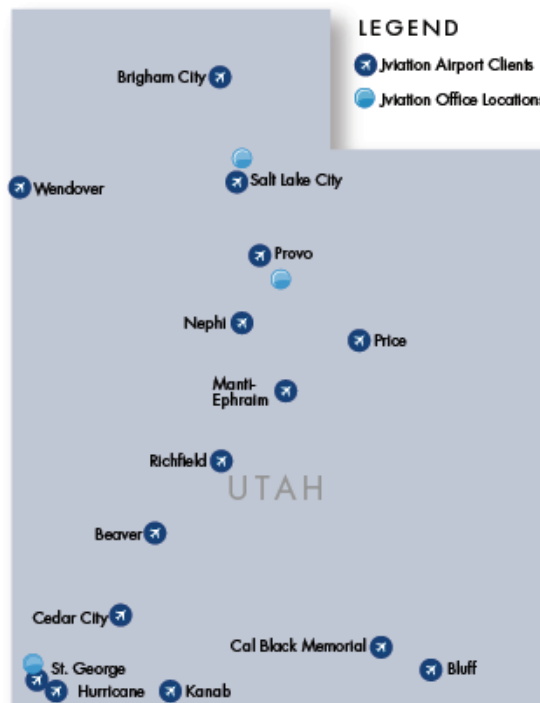 LEGEND
Jviation Airport Clients
Jviation Office Locations
Brigham City
Salt Lake City
Wendover
Provo
Nephi
Price
Manti-
Ephraim
Richfield
UTAH
Beaver
Cedar City
Cal Black Memorial
St. George
Bluff
Hurricane
Kanab